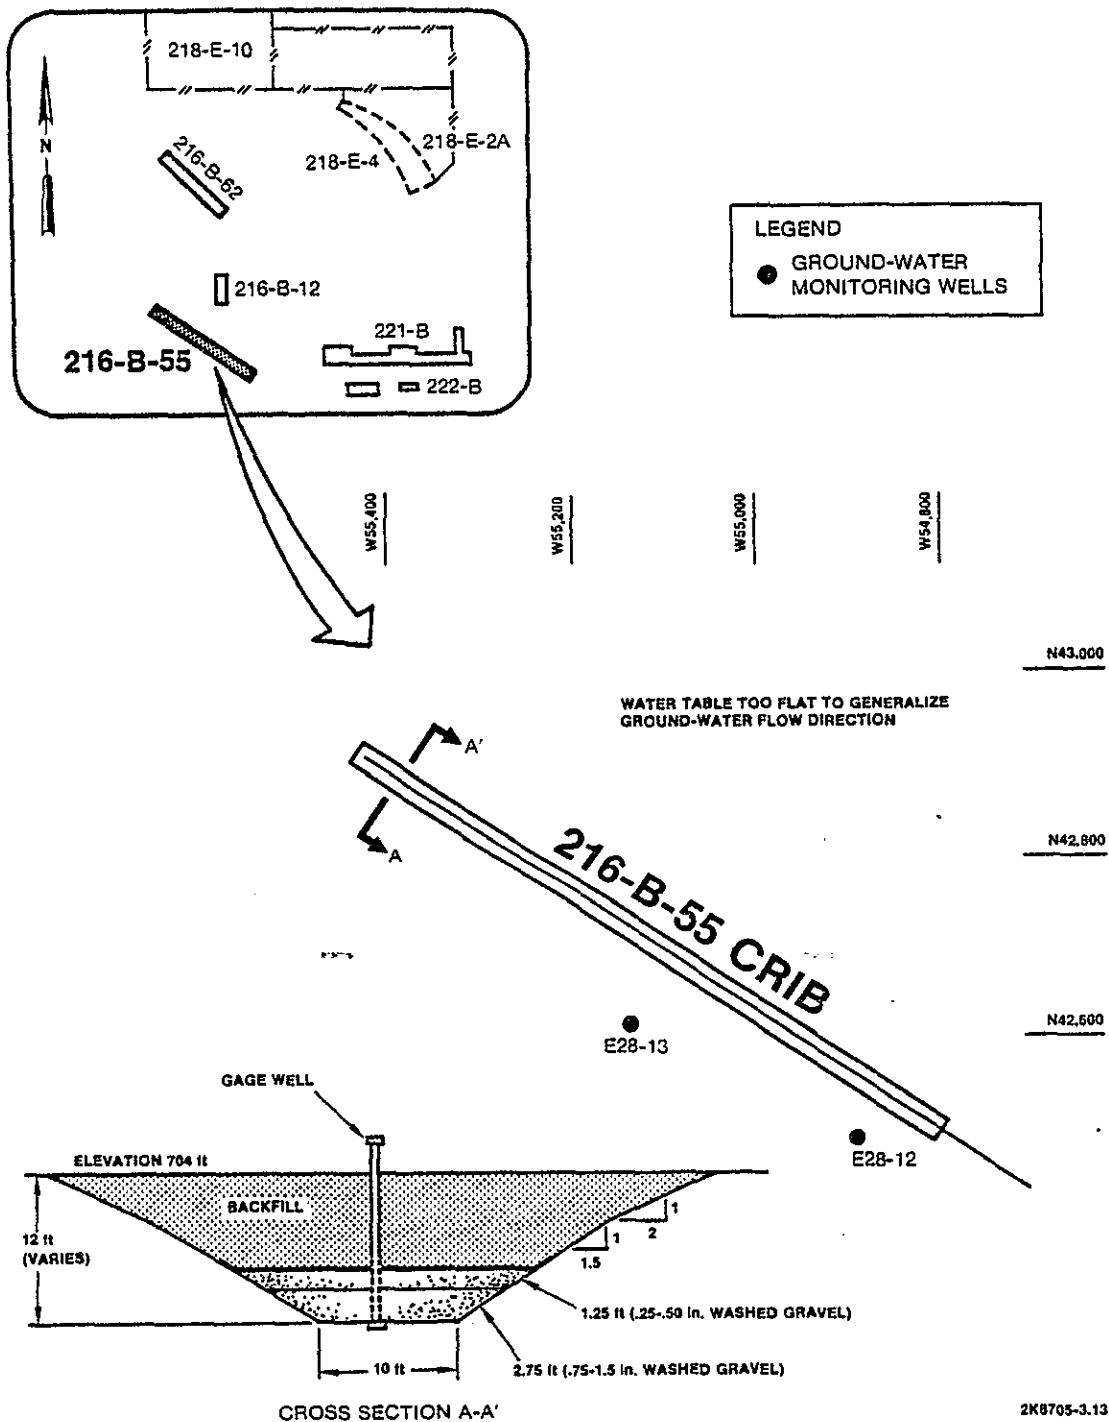 218-E-10
218-E-2A
218-E-4
N
216-B-62
216-B-12
216-B-55
221-B
222-B
LEGEND
GROUND-WATER
MONITORING WELLS
W55,400
W55,200
W55,000
W54,800
N43,000
WATER TABLE TOO FLAT TO GENERALIZE
GROUND-WATER FLOW DIRECTION
A'
A
N42,800
216-B-55 CRIB
N42,600
E28-13
E28-12
GAGE WELL
ELEVATION 704 ft
BACKFILL
12 ft
(VARIES)
1
2
1
1.5
1.25 ft (.25-.50 in. WASHED GRAVEL)
10 ft
2.75 ft (.75-1.5 in. WASHED GRAVEL)
CROSS SECTION A-A'
2K8705-3.13